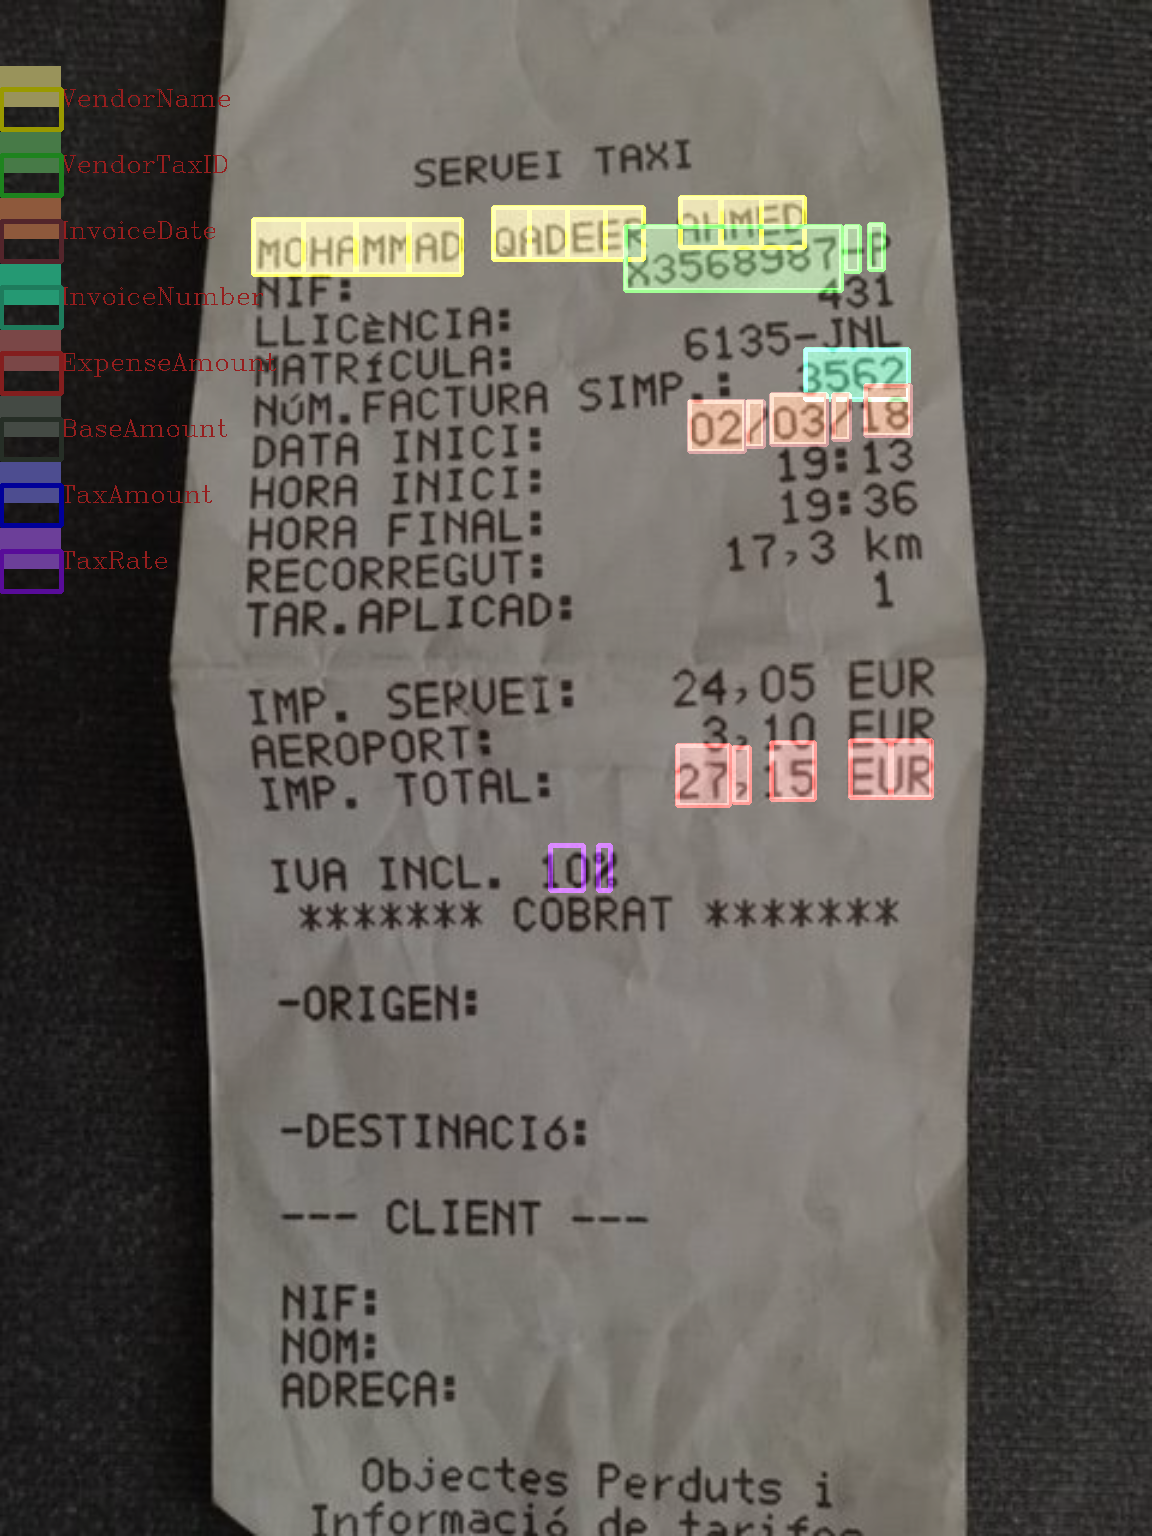 VendorName
VendorTaxID
InvoiceDate
InvoiceNumber
ExpenseAmount
BaseAmount
TaxAmount
TaxRate
SERVEI TAXI
MOHAMMAD QADEER AHMED
NIF: X3568987-P
LLICÈNCIA: 431
MATRíCULA: 6135-JNL
NúM.FACTURA SIMP.: 3562
DATA INICI: 02/03/18
HORA INICI: 19:13
HORA FINAL: 19:36
RECORREGUT: 17,3 km
TAR.APLICAD: 1
IMP. SERVEI: 24,05 EUR
AEROPORT: 3,10 EUR
IMP. TOTAL: 27,15 EUR
IVA INCL. 10%
******* COBRAT *******
-ORIGEN:
-DESTINACIó:
--- CLIENT ---
NIF:
NOM:
ADREÇA:
Objectes Perduts i
Informació de tarifes